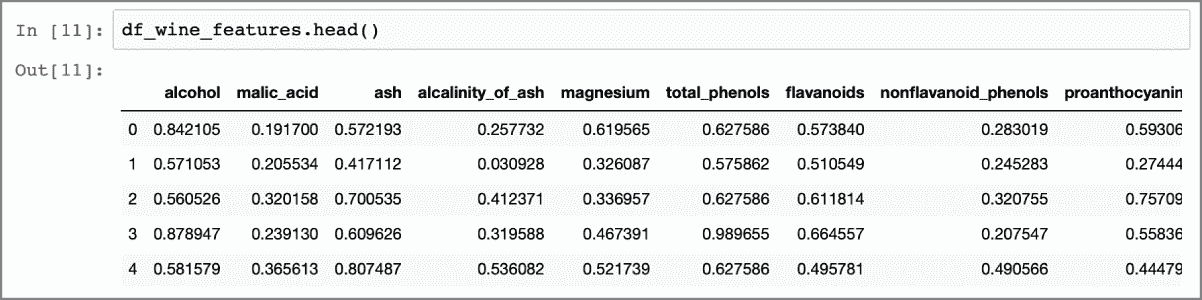 In [11]: df_wine_features.head()
Out[11]:
alcohol malic_acid ash alcalinity_of_ash magnesium total_phenols flavanoids nonflavanoid_phenols proanthocyanin
0 0.842105 0.191700 0.572193 0.257732 0.619565 0.627586 0.573840 0.283019 0.59306
1 0.571053 0.205534 0.417112 0.030928 0.326087 0.575862 0.510549 0.245283 0.27444
2 0.560526 0.320158 0.700535 0.412371 0.336957 0.627586 0.611814 0.320755 0.75709
3 0.878947 0.239130 0.609626 0.319588 0.467391 0.989655 0.664557 0.207547 0.55836
4 0.581579 0.365613 0.807487 0.536082 0.521739 0.627586 0.495781 0.490566 0.44479